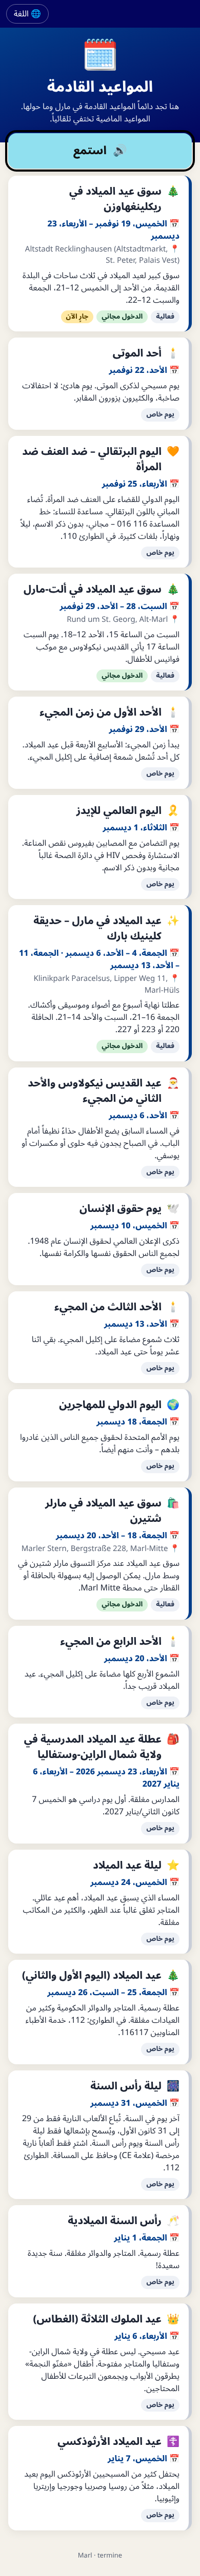 🌐 اللغة
المواعيد القادمة
هنا تجد دائماً المواعيد القادمة في مارل وما حولها.
المواعيد الماضية تختفي تلقائياً.
🔊 استمع
🎄 سوق عيد الميلاد في
ريكلينغهاوزن
📅 الخميس، 19 نوفمبر – الأربعاء، 23
ديسمبر
📍 Altstadt Recklinghausen (Altstadtmarkt,
St. Peter, Palais Vest)
سوق كبير لعيد الميلاد في ثلاث ساحات في البلدة
القديمة. من الأحد إلى الخميس 12–21، الجمعة
والسبت 12–22.
فعالية
الدخول مجاني
جارٍ الآن
🕯️ أحد الموتى
📅 الأحد، 22 نوفمبر
يوم مسيحي لذكرى الموتى. يوم هادئ: لا احتفالات
صاخبة، والكثيرون يزورون المقابر.
يوم خاص
🧡 اليوم البرتقالي – ضد العنف ضد
المرأة
📅 الأربعاء، 25 نوفمبر
اليوم الدولي للقضاء على العنف ضد المرأة. تُضاء
المباني باللون البرتقالي. مساعدة للنساء: خط
المساعدة 116 016 – مجاني، بدون ذكر الاسم، ليلاً
ونهاراً، بلغات كثيرة. في الطوارئ 110.
يوم خاص
🎄 سوق عيد الميلاد في ألت-مارل
📅 السبت، 28 – الأحد، 29 نوفمبر
📍 Rund um St. Georg, Alt-Marl
السبت من الساعة 15، الأحد 12–18. يوم السبت
الساعة 17 يأتي القديس نيكولاوس مع موكب
فوانيس للأطفال.
فعالية
الدخول مجاني
🕯️ الأحد الأول من زمن المجيء
📅 الأحد، 29 نوفمبر
يبدأ زمن المجيء: الأسابيع الأربعة قبل عيد الميلاد.
كل أحد تُشعل شمعة إضافية على إكليل المجيء.
يوم خاص
🎗️ اليوم العالمي للإيدز
📅 الثلاثاء، 1 ديسمبر
يوم التضامن مع المصابين بفيروس نقص المناعة.
الاستشارة وفحص HIV في دائرة الصحة غالباً
مجانية وبدون ذكر الاسم.
يوم خاص
✨ عيد الميلاد في مارل – حديقة
كلينيك بارك
📅 الجمعة، 4 – الأحد، 6 ديسمبر · الجمعة، 11
– الأحد، 13 ديسمبر
📍 Klinikpark Paracelsus, Lipper Weg 11,
Marl-Hüls
عطلتا نهاية أسبوع مع أضواء وموسيقى وأكشاك.
الجمعة 16–21، السبت والأحد 14–21. الحافلة
220 أو 223 أو 227.
فعالية
الدخول مجاني
🎅 عيد القديس نيكولاوس والأحد
الثاني من المجيء
📅 الأحد، 6 ديسمبر
في المساء السابق يضع الأطفال حذاءً نظيفاً أمام
الباب. في الصباح يجدون فيه حلوى أو مكسرات أو
يوسفي.
يوم خاص
🕊️ يوم حقوق الإنسان
📅 الخميس، 10 ديسمبر
ذكرى الإعلان العالمي لحقوق الإنسان عام 1948.
لجميع الناس الحقوق نفسها والكرامة نفسها.
يوم خاص
🕯️ الأحد الثالث من المجيء
📅 الأحد، 13 ديسمبر
ثلاث شموع مضاءة على إكليل المجيء. بقي اثنا
عشر يوماً حتى عيد الميلاد.
يوم خاص
🌍 اليوم الدولي للمهاجرين
📅 الجمعة، 18 ديسمبر
يوم الأمم المتحدة لحقوق جميع الناس الذين غادروا
بلدهم – وأنت منهم أيضاً.
يوم خاص
🛍️ سوق عيد الميلاد في مارلر
شتيرن
📅 الجمعة، 18 – الأحد، 20 ديسمبر
📍 Marler Stern, Bergstraße 228, Marl-Mitte
سوق عيد الميلاد عند مركز التسوق مارلر شتيرن في
وسط مارل. يمكن الوصول إليه بسهولة بالحافلة أو
القطار حتى محطة Marl Mitte.
فعالية
الدخول مجاني
🕯️ الأحد الرابع من المجيء
📅 الأحد، 20 ديسمبر
الشموع الأربع كلها مضاءة على إكليل المجيء. عيد
الميلاد قريب جداً.
يوم خاص
🎒 عطلة عيد الميلاد المدرسية في
ولاية شمال الراين-وستفاليا
📅 الأربعاء، 23 ديسمبر 2026 – الأربعاء، 6
يناير 2027
المدارس مغلقة. أول يوم دراسي هو الخميس 7
كانون الثاني/يناير 2027.
يوم خاص
⭐ ليلة عيد الميلاد
📅 الخميس، 24 ديسمبر
المساء الذي يسبق عيد الميلاد، أهم عيد عائلي.
المتاجر تغلق غالباً عند الظهر، والكثير من المكاتب
مغلقة.
يوم خاص
🎄 عيد الميلاد (اليوم الأول والثاني)
📅 الجمعة، 25 – السبت، 26 ديسمبر
عطلة رسمية. المتاجر والدوائر الحكومية وكثير من
العيادات مغلقة. في الطوارئ: 112، خدمة الأطباء
المناوبين 116117.
يوم خاص
🎆 ليلة رأس السنة
📅 الخميس، 31 ديسمبر
آخر يوم في السنة. تُباع الألعاب النارية فقط من 29
إلى 31 كانون الأول، ويُسمح بإشعالها فقط ليلة
رأس السنة ويوم رأس السنة. اشترِ فقط ألعاباً نارية
مرخصة (علامة CE) وحافظ على المسافة. الطوارئ
112.
يوم خاص
🥂 رأس السنة الميلادية
📅 الجمعة، 1 يناير
عطلة رسمية. المتاجر والدوائر مغلقة. سنة جديدة
سعيدة!
يوم خاص
👑 عيد الملوك الثلاثة (الغطاس)
📅 الأربعاء، 6 يناير
عيد مسيحي. ليس عطلة في ولاية شمال الراين-
وستفاليا والمتاجر مفتوحة. أطفال «مغنّو النجمة»
يطرقون الأبواب ويجمعون التبرعات للأطفال
المحتاجين.
يوم خاص
☦️ عيد الميلاد الأرثوذكسي
📅 الخميس، 7 يناير
يحتفل كثير من المسيحيين الأرثوذكس اليوم بعيد
الميلاد، مثلاً من روسيا وصربيا وجورجيا وإريتريا
وإثيوبيا.
يوم خاص
Marl · termine